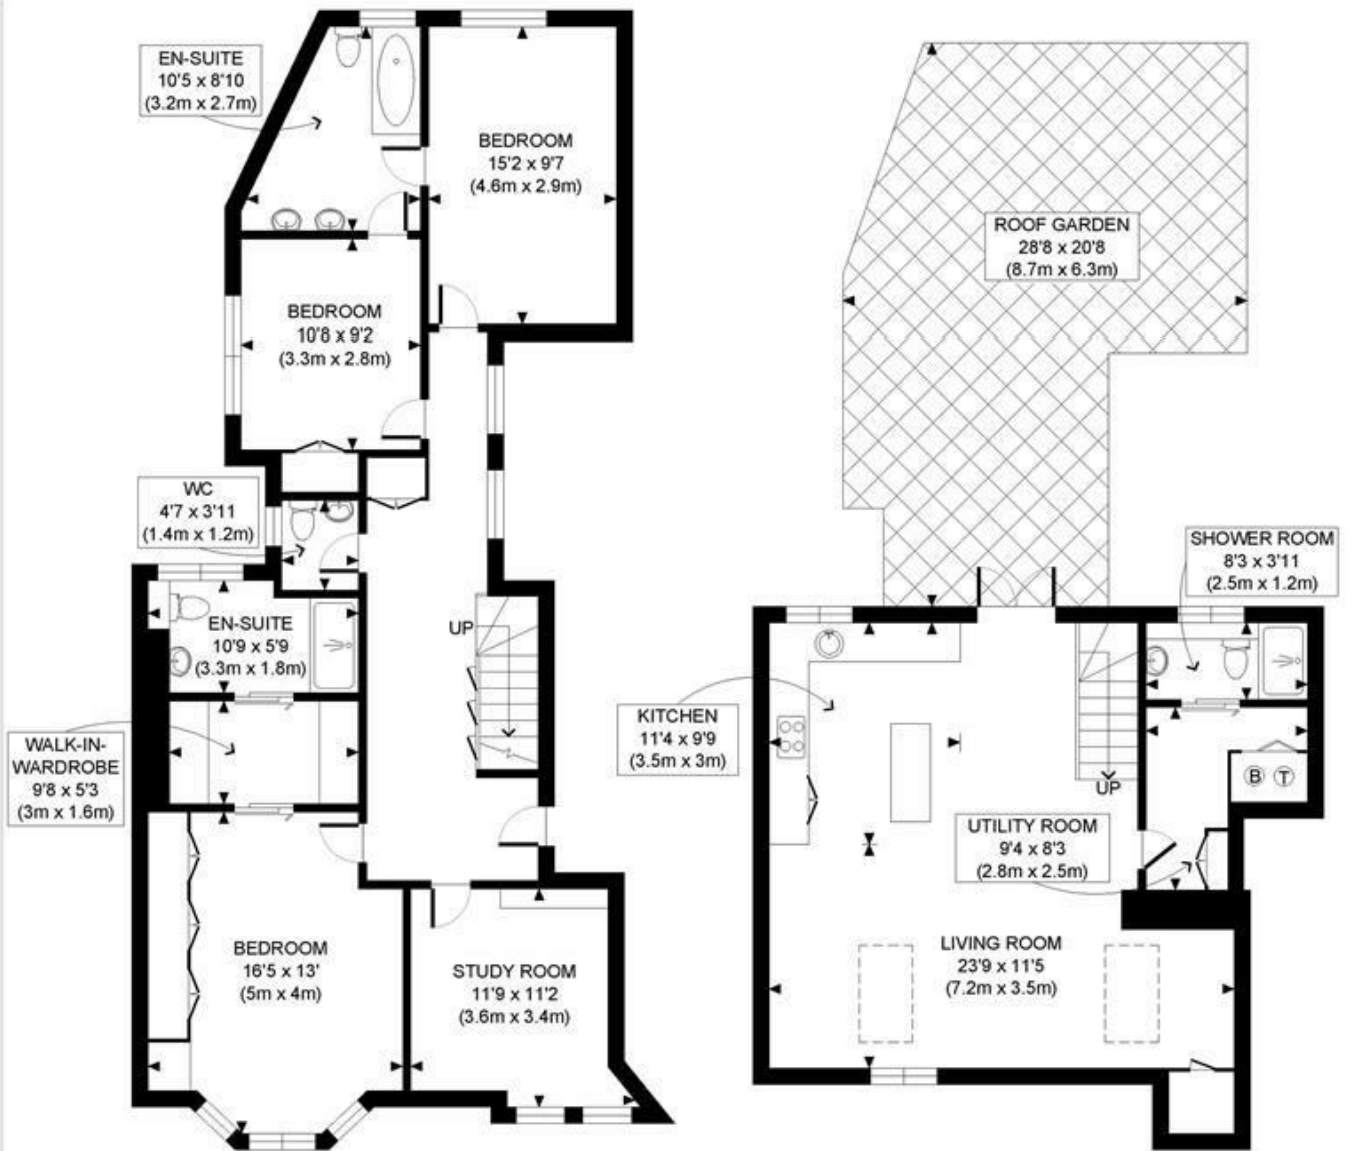 EN-SUITE
10'5 x 8'10
(3.2m x 2.7m)
BEDROOM
15'2 x 9'7
(4.6m x 2.9m)
BEDROOM
10'8 x 9'2
(3.3m x 2.8m)
WC
4'7 x 3'11
(1.4m x 1.2m)
EN-SUITE
10'9 x 5'9
(3.3m x 1.8m)
UP
WALK-IN-
WARDROBE
9'8 x 5'3
(3m x 1.6m)
BEDROOM
16'5 x 13'
(5m x 4m)
STUDY ROOM
11'9 x 11'2
(3.6m x 3.4m)
ROOF GARDEN
28'8 x 20'8
(8.7m x 6.3m)
SHOWER ROOM
8'3 x 3'11
(2.5m x 1.2m)
KITCHEN
11'4 x 9'9
(3.5m x 3m)
B T
UP
UTILITY ROOM
9'4 x 8'3
(2.8m x 2.5m)
LIVING ROOM
23'9 x 11'5
(7.2m x 3.5m)